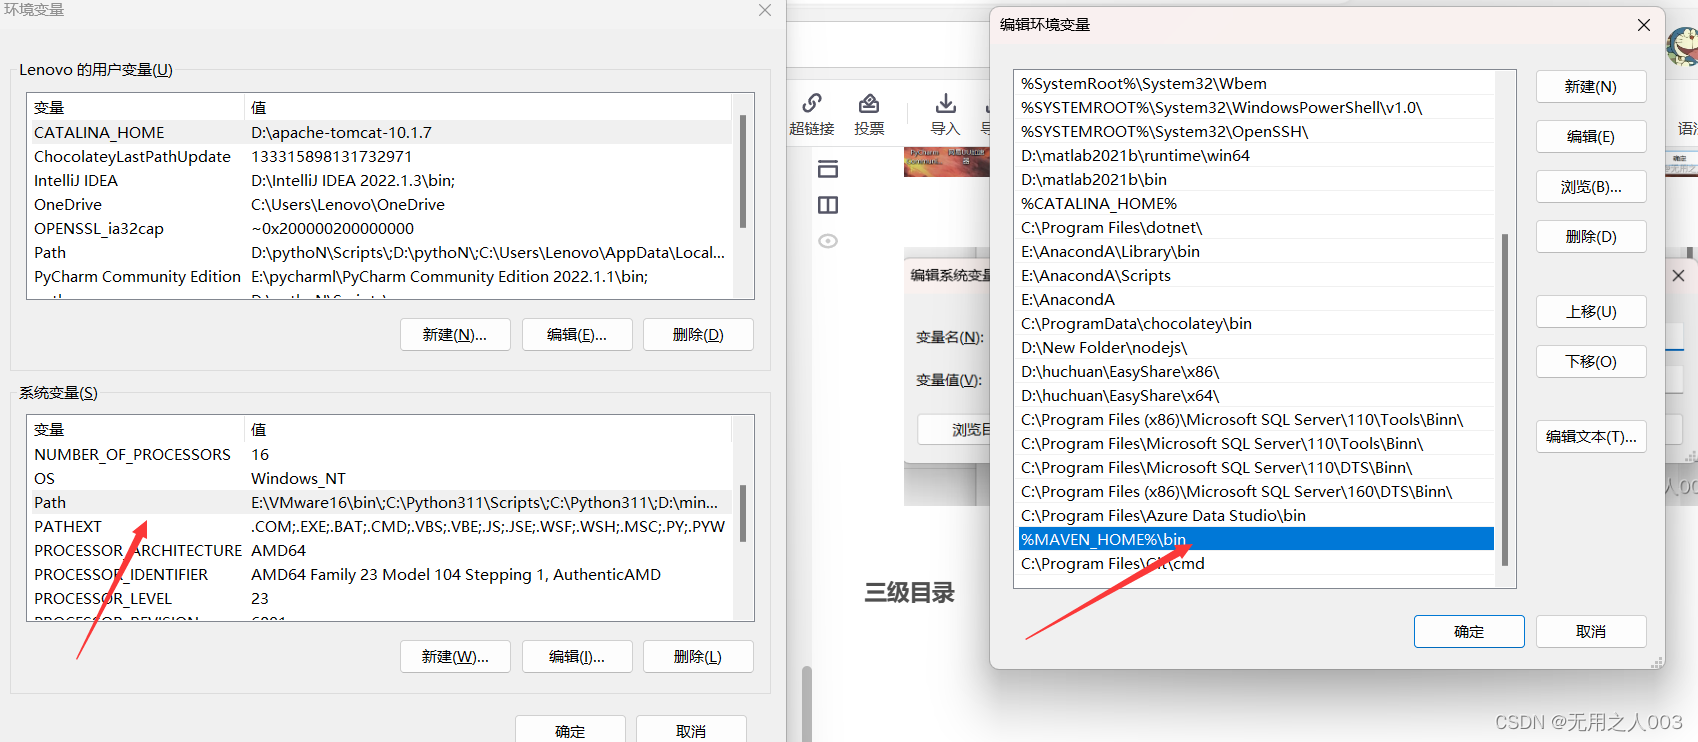 环境变量
Lenovo 的用户变量(U)
变量 值
CATALINA_HOME D:\apache-tomcat-10.1.7
ChocolateyLastPathUpdate 133315898131732971
IntelliJ IDEA D:\IntelliJ IDEA 2022.1.3\bin;
OneDrive C:\Users\Lenovo\OneDrive
OPENSSL_ia32cap ~0x200000200000000
Path D:\pythoN\Scripts\;D:\pythoN\;C:\Users\Lenovo\AppData\Local...
PyCharm Community Edition E:\pycharml\PyCharm Community Edition 2022.1.1\bin;
新建(N)... 编辑(E)... 删除(D)
系统变量(S)
变量 值
NUMBER_OF_PROCESSORS 16
OS Windows_NT
Path E:\VMware16\bin\;C:\Python311\Scripts\;C:\Python311\;D:\min...
PATHEXT .COM;.EXE;.BAT;.CMD;.VBS;.VBE;.JS;.JSE;.WSF;.WSH;.MSC;.PY;.PYW
PROCESSOR_ARCHITECTURE AMD64
PROCESSOR_IDENTIFIER AMD64 Family 23 Model 104 Stepping 1, AuthenticAMD
PROCESSOR_LEVEL 23
新建(W)... 编辑(I)... 删除(L)
确定 取消
超链接 投票 导入
编辑系统变量
变量名(N):
变量值(V):
三级目录
编辑环境变量
%SystemRoot%\System32\Wbem
%SYSTEMROOT%\System32\WindowsPowerShell\v1.0\
%SYSTEMROOT%\System32\OpenSSH\
D:\matlab2021b\runtime\win64
D:\matlab2021b\bin
%CATALINA_HOME%
C:\Program Files\dotnet\
E:\AnacondA\Library\bin
E:\AnacondA\Scripts
E:\AnacondA
C:\ProgramData\chocolatey\bin
D:\New Folder\nodejs\
D:\huchuan\EasyShare\x86\
D:\huchuan\EasyShare\x64\
C:\Program Files (x86)\Microsoft SQL Server\110\Tools\Binn\
C:\Program Files\Microsoft SQL Server\110\Tools\Binn\
C:\Program Files\Microsoft SQL Server\110\DTS\Binn\
C:\Program Files (x86)\Microsoft SQL Server\160\DTS\Binn\
C:\Program Files\Azure Data Studio\bin
%MAVEN_HOME%\bin
C:\Program Files\Git\cmd
新建(N)
编辑(E)
浏览(B)...
删除(D)
上移(U)
下移(O)
编辑文本(T)...
确定 取消
CSDN @无用之人003